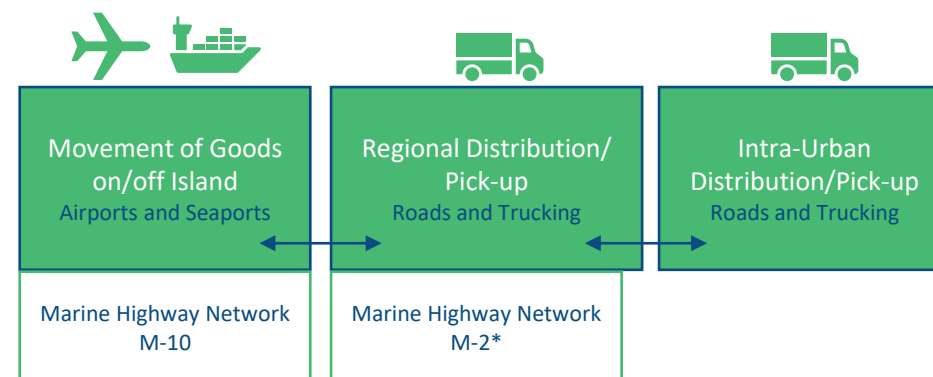 Movement of Goods
on/off Island
Airports and Seaports
Regional Distribution/
Pick-up
Roads and Trucking
Intra-Urban
Distribution/Pick-up
Roads and Trucking
Marine Highway Network
M-10
Marine Highway Network
M-2*